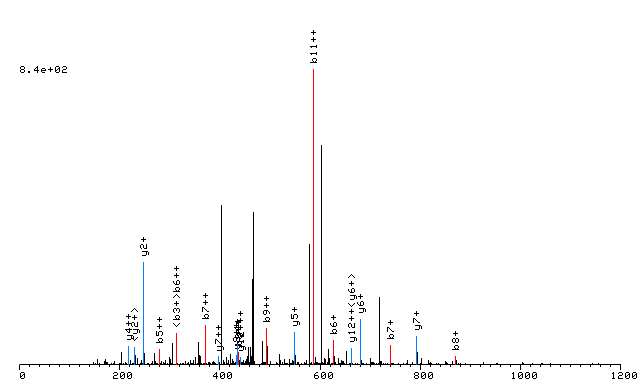 8.4e+02
b11++
y2+
<b3+>b6++
y4++
<y2+>
b5++
b7++
y7++
b9++
y5+
b6+
y12++<y6+>
y6+
b7+
y7+
b8+
0 200 400 600 800 1000 1200